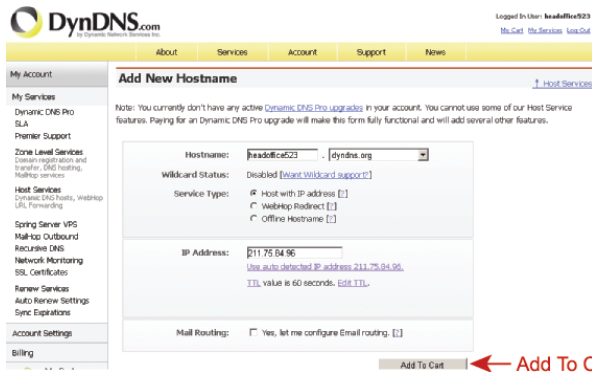 DynDNS.com
by Dynamic Network Services Inc.
Logged In User: headoffice523
My Cart My Services Log Out
About Services Account Support News
My Account
My Services
Dynamic DNS Pro
SLA
Premier Support
Zone Level Services
Domain registration and
transfer, DNS hosting,
MailHop services
Host Services
Dynamic DNS hosts, WebHop
URL Forwarding
Spring Server VPS
MailHop Outbound
Recursive DNS
Network Monitoring
SSL Certificates
Renew Services
Auto Renew Settings
Sync Expirations
Account Settings
Billing
Add New Hostname
↑ Host Services
Note: You currently don't have any active Dynamic DNS Pro upgrades in your account. You cannot use some of our Host Service
features. Paying for an Dynamic DNS Pro upgrade will make this form fully functional and will add several other features.
Hostname: headoffice523 . dyndns.org
Wildcard Status: Disabled [Want Wildcard support?]
Service Type: Host with IP address [?]
WebHop Redirect [?]
Offline Hostname [?]
IP Address: 211.75.84.96
Use auto detected IP address 211.75.84.96.
TTL value is 60 seconds. Edit TTL.
Mail Routing: Yes, let me configure Email routing. [?]
Add To Cart
Add To C